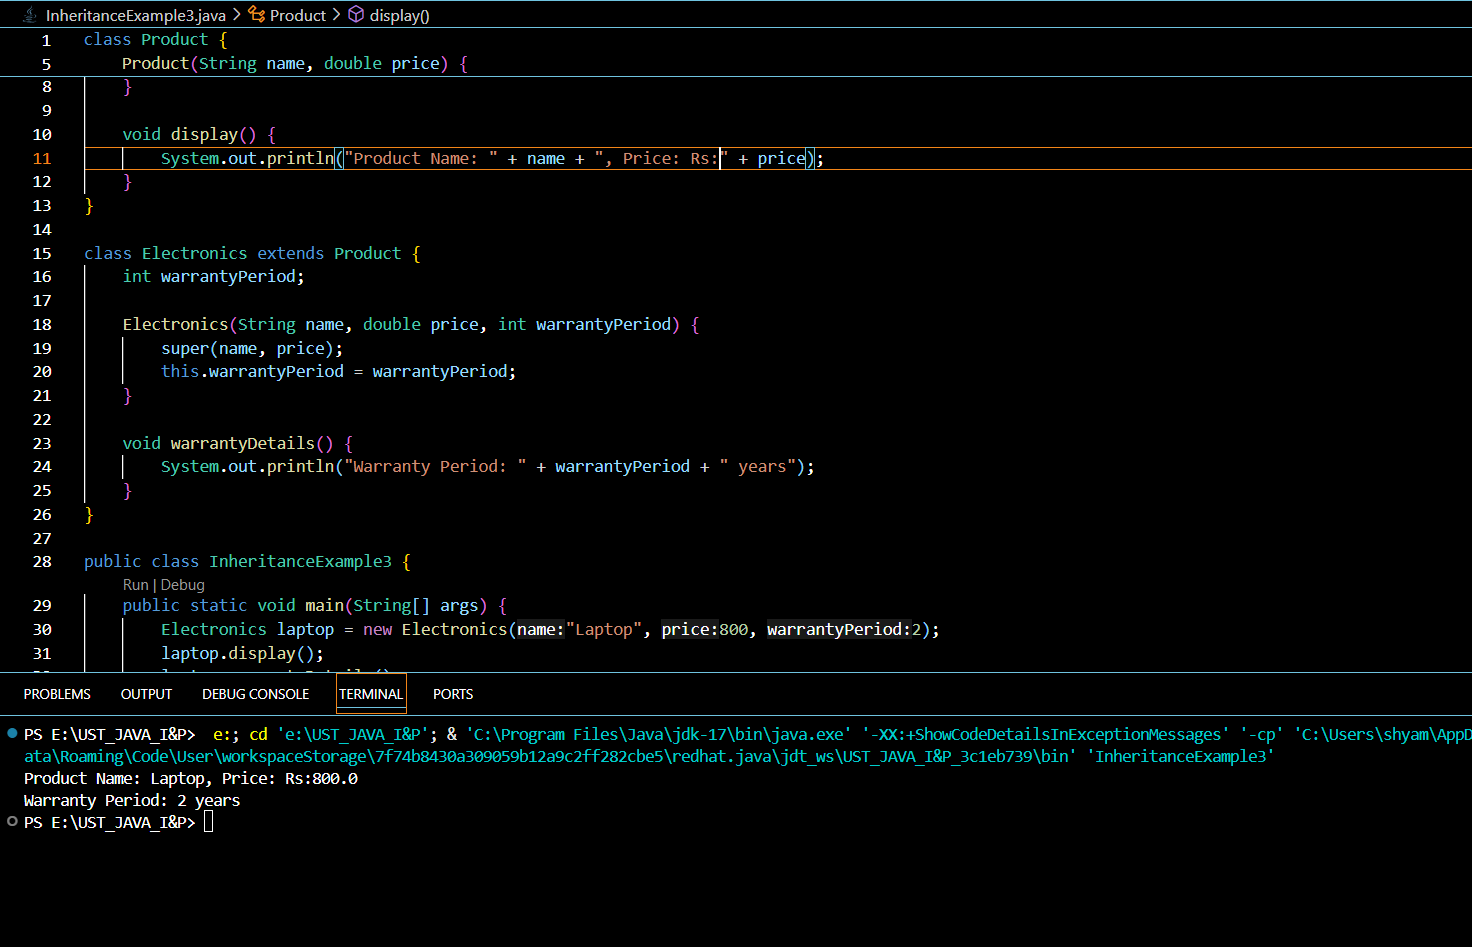 InheritanceExample3.java > Product > display()
1 class Product {
5 Product(String name, double price) {
8 }
9
10 void display() {
11 System.out.println("Product Name: " + name + ", Price: Rs:" + price);
12 }
13 }
14
15 class Electronics extends Product {
16 int warrantyPeriod;
17
18 Electronics(String name, double price, int warrantyPeriod) {
19 super(name, price);
20 this.warrantyPeriod = warrantyPeriod;
21 }
22
23 void warrantyDetails() {
24 System.out.println("Warranty Period: " + warrantyPeriod + " years");
25 }
26 }
27
28 public class InheritanceExample3 {
Run | Debug
29 public static void main(String[] args) {
30 Electronics laptop = new Electronics(name:"Laptop", price:800, warrantyPeriod:2);
31 laptop.display();
PROBLEMS OUTPUT DEBUG CONSOLE TERMINAL PORTS
PS E:\UST_JAVA_I&P> e:; cd 'e:\UST_JAVA_I&P'; & 'C:\Program Files\Java\jdk-17\bin\java.exe' '-XX:+ShowCodeDetailsInExceptionMessages' '-cp' 'C:\Users\shyam\AppD
ata\Roaming\Code\User\workspaceStorage\7f74b8430a309059b12a9c2ff282cbe5\redhat.java\jdt_ws\UST_JAVA_I&P_3c1eb739\bin' 'InheritanceExample3'
Product Name: Laptop, Price: Rs:800.0
Warranty Period: 2 years
PS E:\UST_JAVA_I&P>